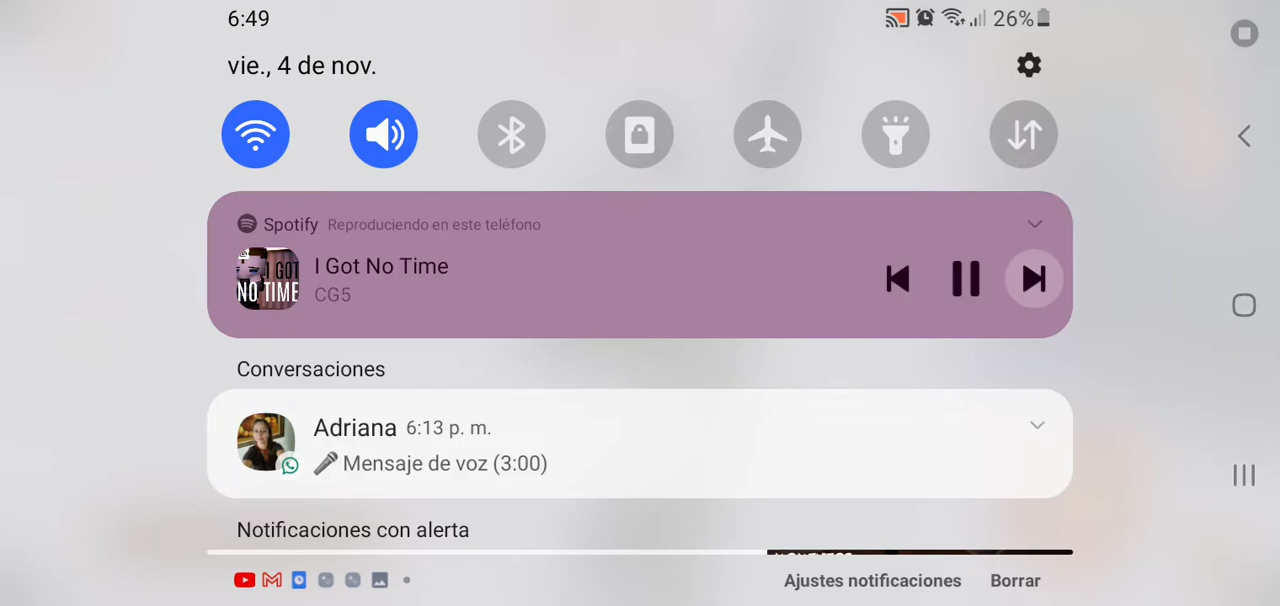 6:49
26%
vie., 4 de nov.
Spotify Reproduciendo en este teléfono
I GOT
NO TIME
I Got No Time
CG5
Conversaciones
Adriana 6:13 p. m.
Mensaje de voz (3:00)
Notificaciones con alerta
Ajustes notificaciones Borrar